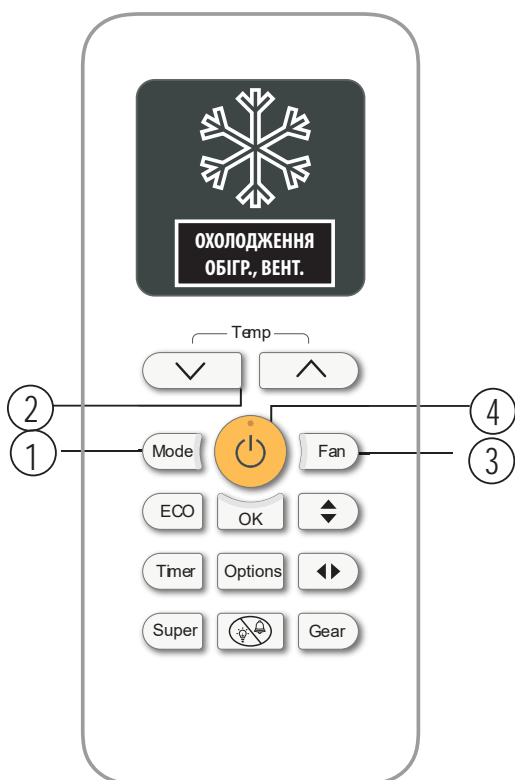 ОХОЛОДЖЕННЯ
ОБІГР., ВЕНТ.
Temp
2
4
1
Mode
Fan
3
ECO
OK
Timer
Options
Super
Gear